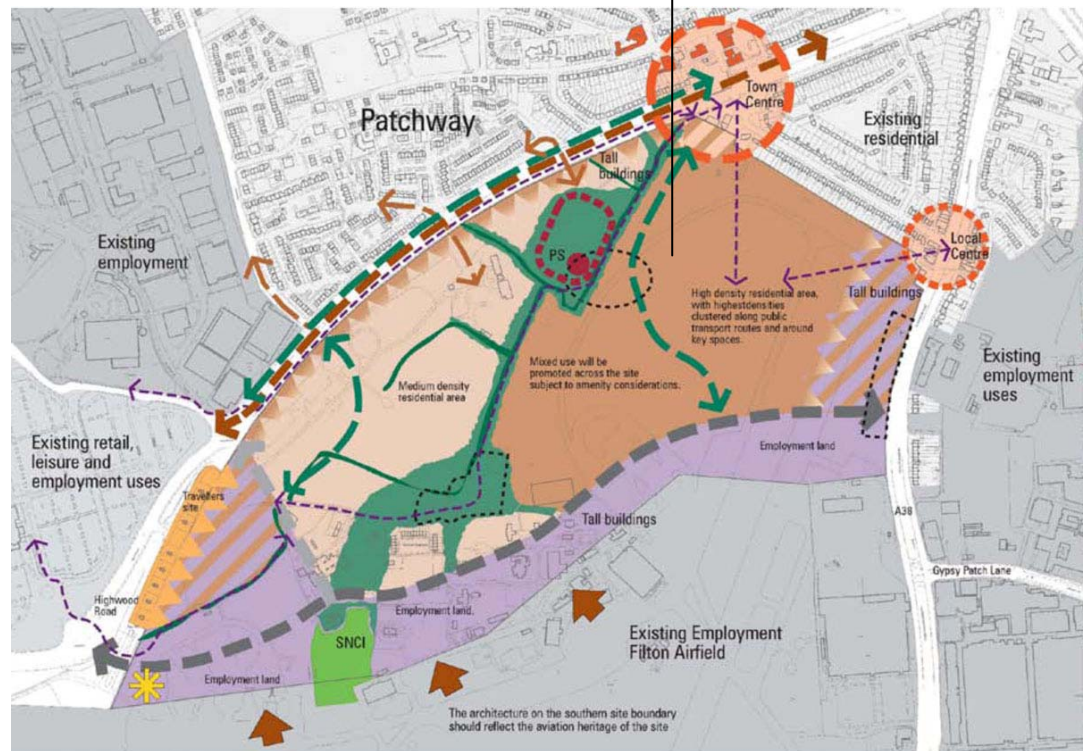 Town
Centre
Patchway
Existing
residential
Tall
buildings
PS
Existing
employment
Local
Centre
High density residential area,
with highestdensities
clustered along public
transport routes and around
key spaces.
Tall buildings
Mixed use will be
promoted across the site
subject to amenity considerations.
Medium density
residential area
Existing
employment
uses
Existing retail,
leisure and
employment uses
Employment land
Travellers
site
Tall buildings
A38
Gypsy Patch Lane
Highwood
Road
Employment land.
SNCI
Existing Employment
Filton Airfield
Employment land
The architecture on the southern site boundary
should reflect the aviation heritage of the site